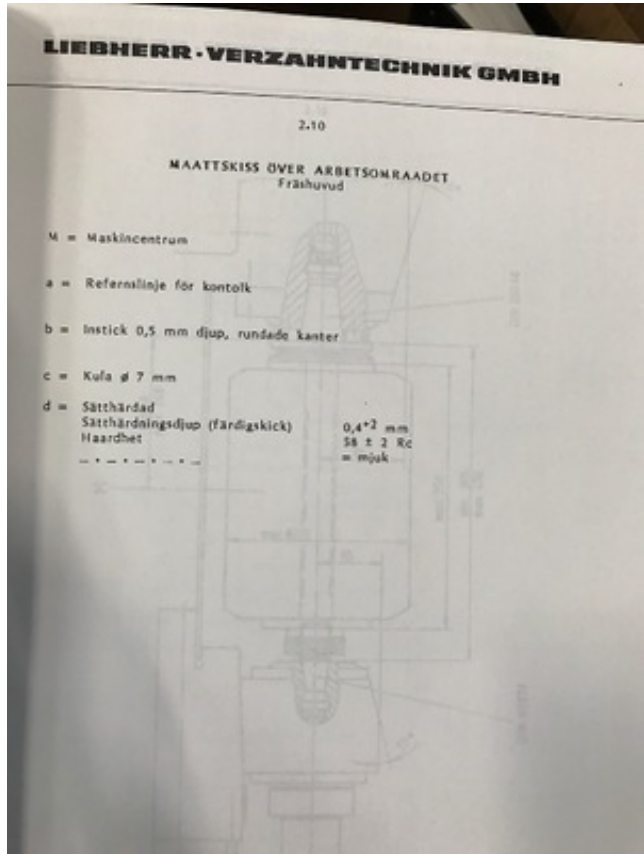 LIEBHERR-VERZAHNTECHNIK GMBH
2.10
MAATTSKISS ÖVER ARBETSOMRAADET
Fräshuvud
M = Maskincentrum
a = Refernslinje för kontolk
b = Instick 0,5 mm djup, rundade kanter
c = Kula ø 7 mm
d = Sätthärdad
Sätthärdningsdjup (färdigskick) 0,4+2 mm
Haardhet 58 ± 2 Rc
_._._._._._ = mjuk